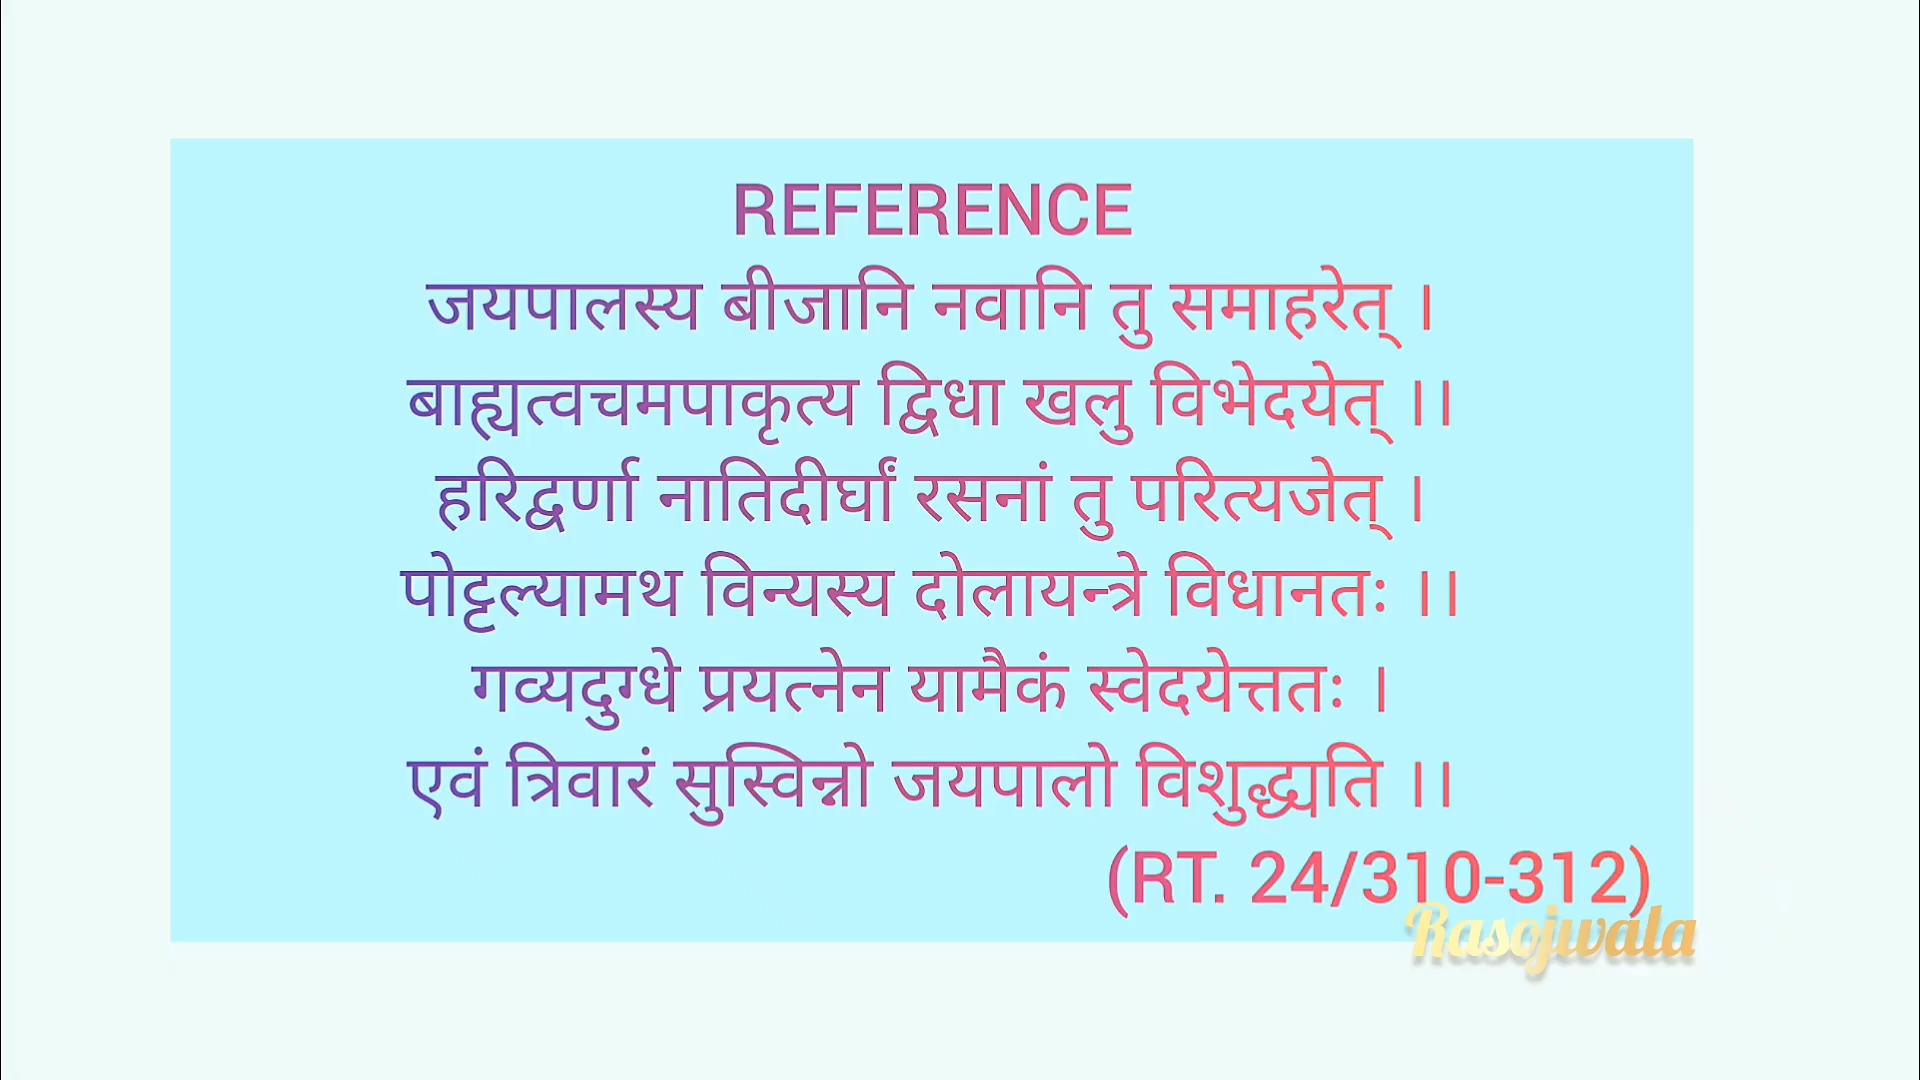 REFERENCE
जयपालस्य बीजानि नवानि तु समाहरेत् ।
बाह्यत्वचमपाकृत्य द्विधा खलु विभेदयेत् ।।
हरिद्वर्णा नातिदीर्घां रसनां तु परित्यजेत् ।
पोट्टल्यामथ विन्यस्य दोलायन्त्रे विधानतः ।।
गव्यदुग्धे प्रयत्नेन यामैकं स्वेदयेत्ततः ।
एवं त्रिवारं सुस्विन्नो जयपालो विशुद्ध्यति ।।
(RT. 24/310-312)
Rasojwala